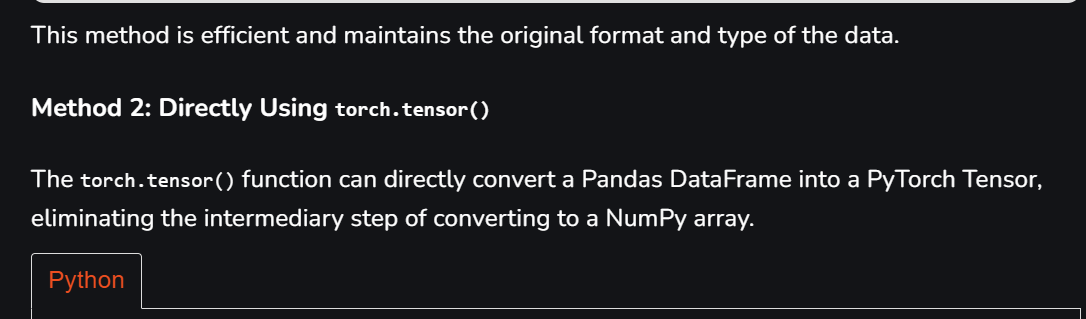 This method is efficient and maintains the original format and type of the data.
Method 2: Directly Using torch.tensor()
The torch.tensor() function can directly convert a Pandas DataFrame into a PyTorch Tensor,
eliminating the intermediary step of converting to a NumPy array.
Python